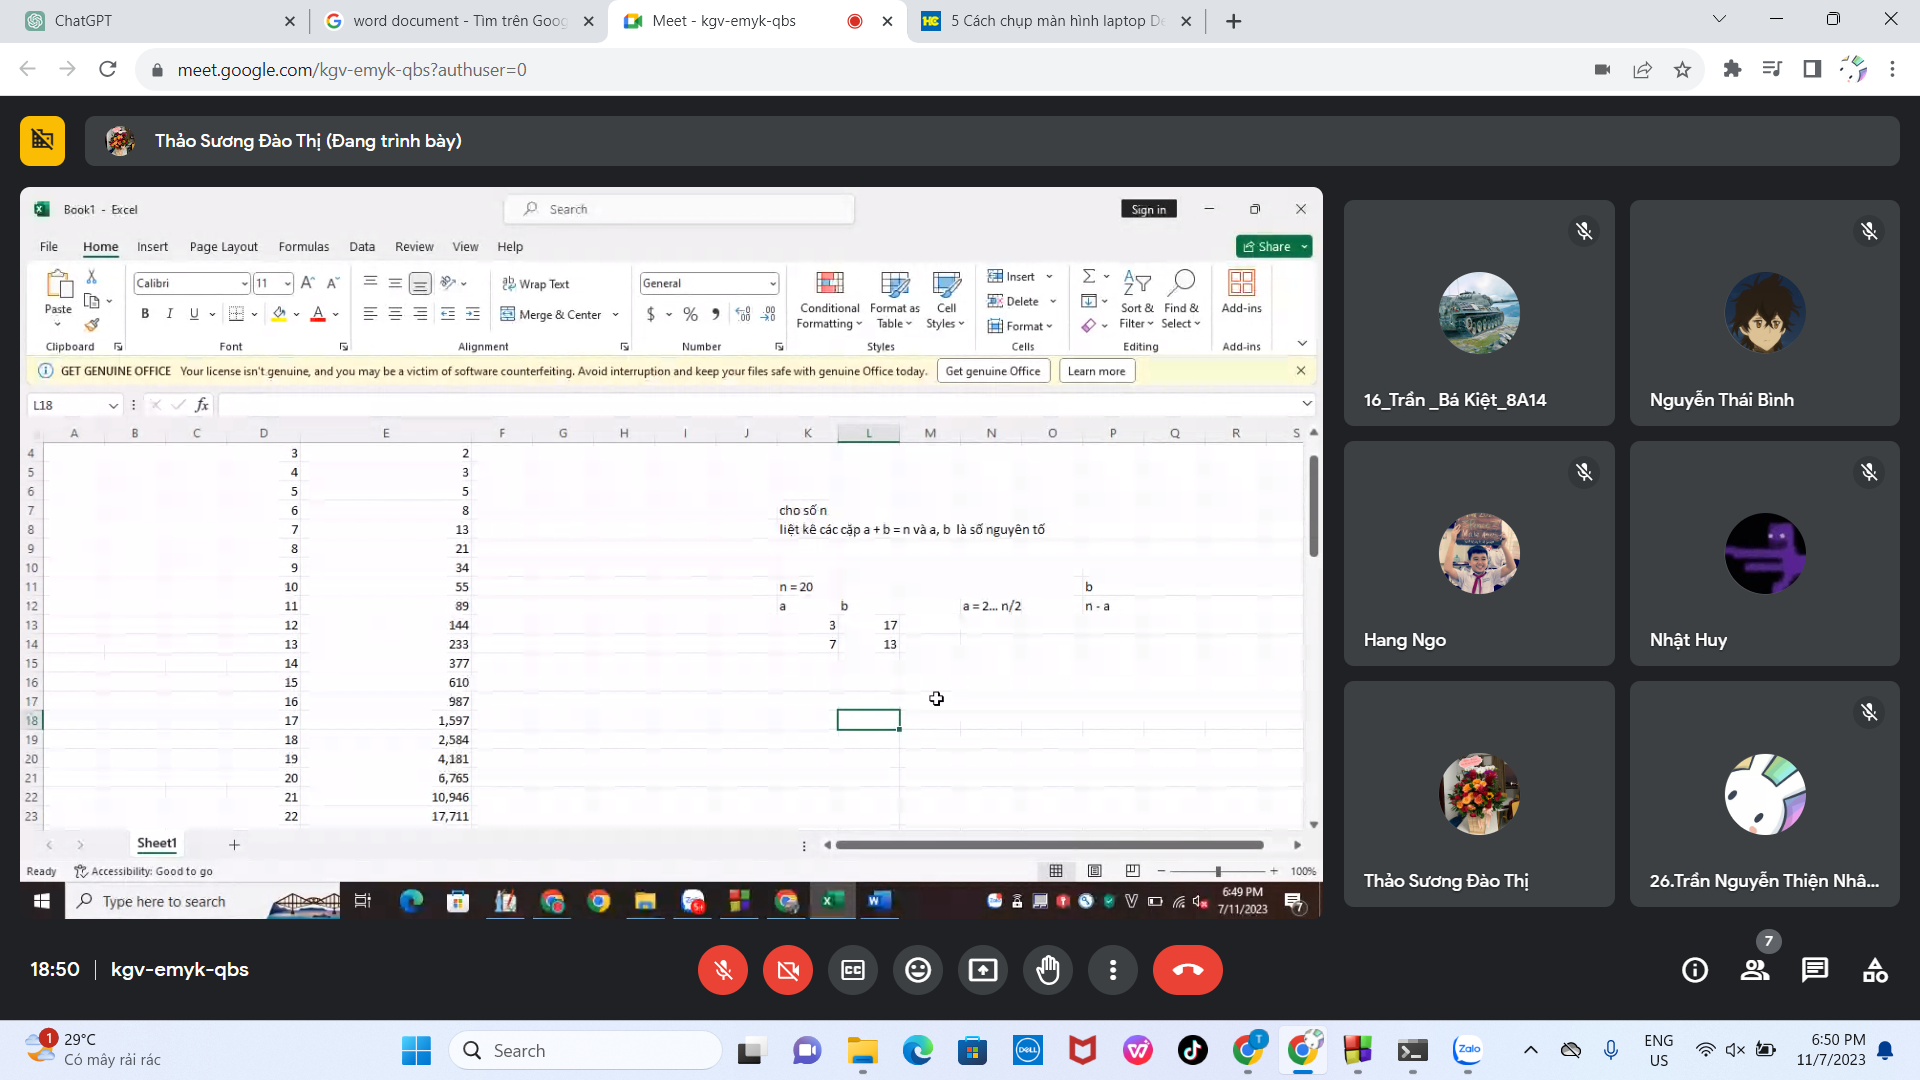 ChatGPT
word document - Tìm trên Goog
Meet - kgv-emyk-qbs
5 Cách chụp màn hình laptop De
meet.google.com/kgv-emyk-qbs?authuser=0
Thảo Sương Đào Thị (Đang trình bày)
Book1 - Excel
Search
Sign in
File Home Insert Page Layout Formulas Data Review View Help
Share
Paste
Calibri 11
B I U
Wrap Text
Merge & Center
General
$ % 9
Conditional Formatting
Format as Table
Cell Styles
Insert
Delete
Format
Sort & Filter
Find & Select
Add-ins
Clipboard Font Alignment Number Styles Cells Editing Add-ins
GET GENUINE OFFICE Your license isn't genuine, and you may be a victim of software counterfeiting. Avoid interruption and keep your files safe with genuine Office today. Get genuine Office Learn more
L18 fx
A B C D E F G H I J K L M N O P Q R S
4 3 2
5 4 3
6 5 5
7 6 8 cho số n
8 7 13 liệt kê các cặp a + b = n và a, b là số nguyên tố
9 8 21
10 9 34
11 10 55 n = 20 b
12 11 89 a b a = 2... n/2 n - a
13 12 144 3 17
14 13 233 7 13
15 14 377
16 15 610
17 16 987
18 17 1,597
19 18 2,584
20 19 4,181
21 20 6,765
22 21 10,946
23 22 17,711
Sheet1
Ready Accessibility: Good to go 100%
Type here to search
6:49 PM
7/11/2023
7
16_Trần _Bá Kiệt_8A14
Nguyễn Thái Bình
Hang Ngo
Nhật Huy
Thảo Sương Đào Thị
26.Trần Nguyễn Thiện Nhâ...
18:50 | kgv-emyk-qbs
7
1
29°C
Có mây rải rác
Search
DELL
T
Zalo
ENG
US
6:50 PM
11/7/2023